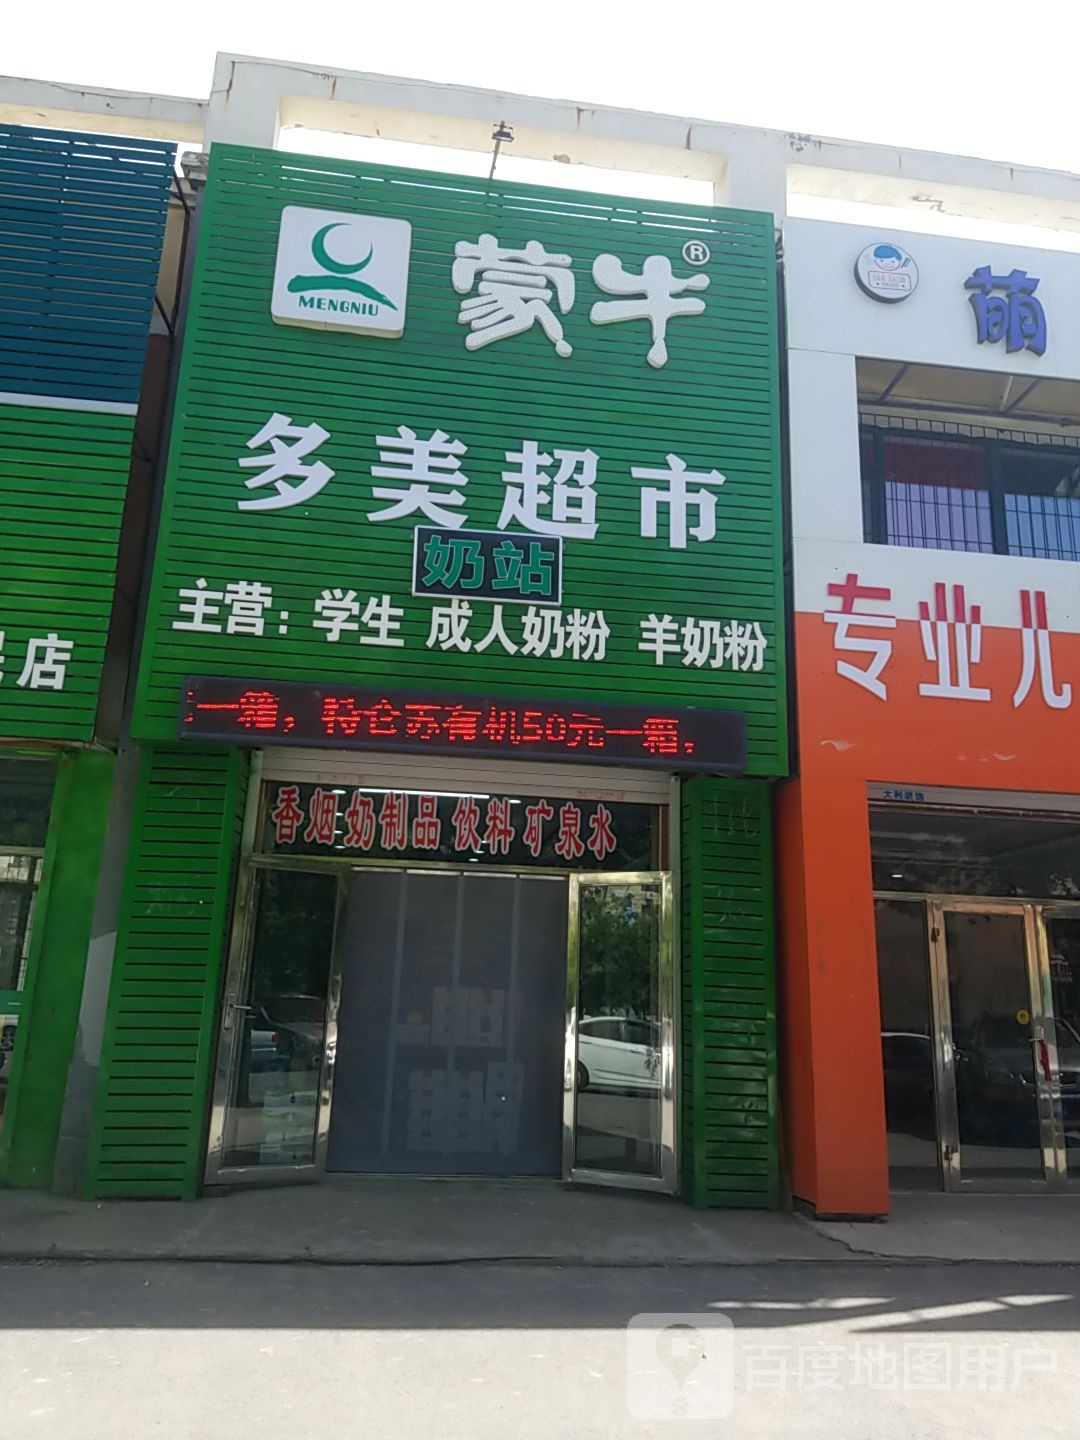 MENGNIU
蒙牛®
多美超市
奶站
主营：学生 成人奶粉 羊奶粉
一箱，特仑苏有机50元一箱，
香烟 奶制品 饮料 矿泉水
店
萌
专业儿
百度地图用户